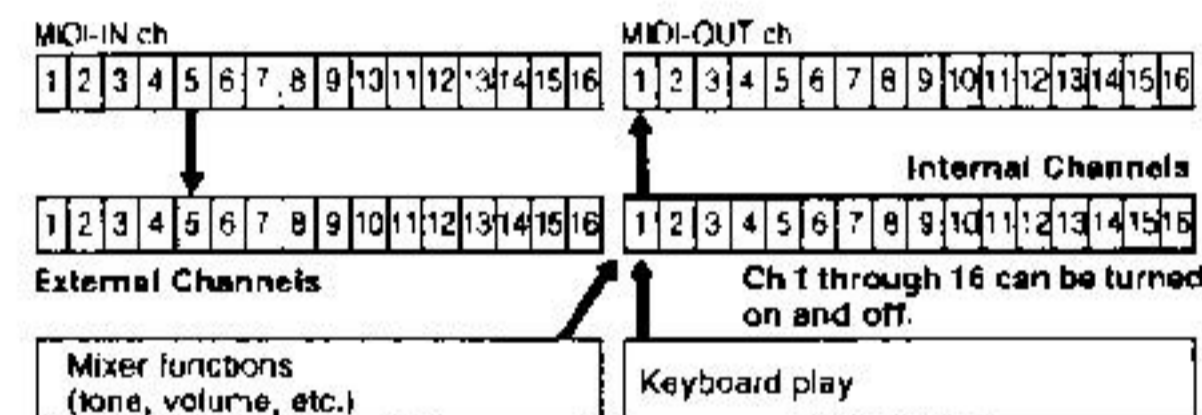 MIDI-IN ch
1 2 3 4 5 6 7 8 9 10 11 12 13 14 15 16
MIDI-OUT ch
1 2 3 4 5 6 7 8 9 10 11 12 13 14 15 16
Internal Channels
1 2 3 4 5 6 7 8 9 10 11 12 13 14 15 16
External Channels
1 2 3 4 5 6 7 8 9 10 11 12 13 14 15 16
Ch 1 through 16 can be turned
on and off.
Mixer functions
(tone, volume, etc.)
Keyboard play